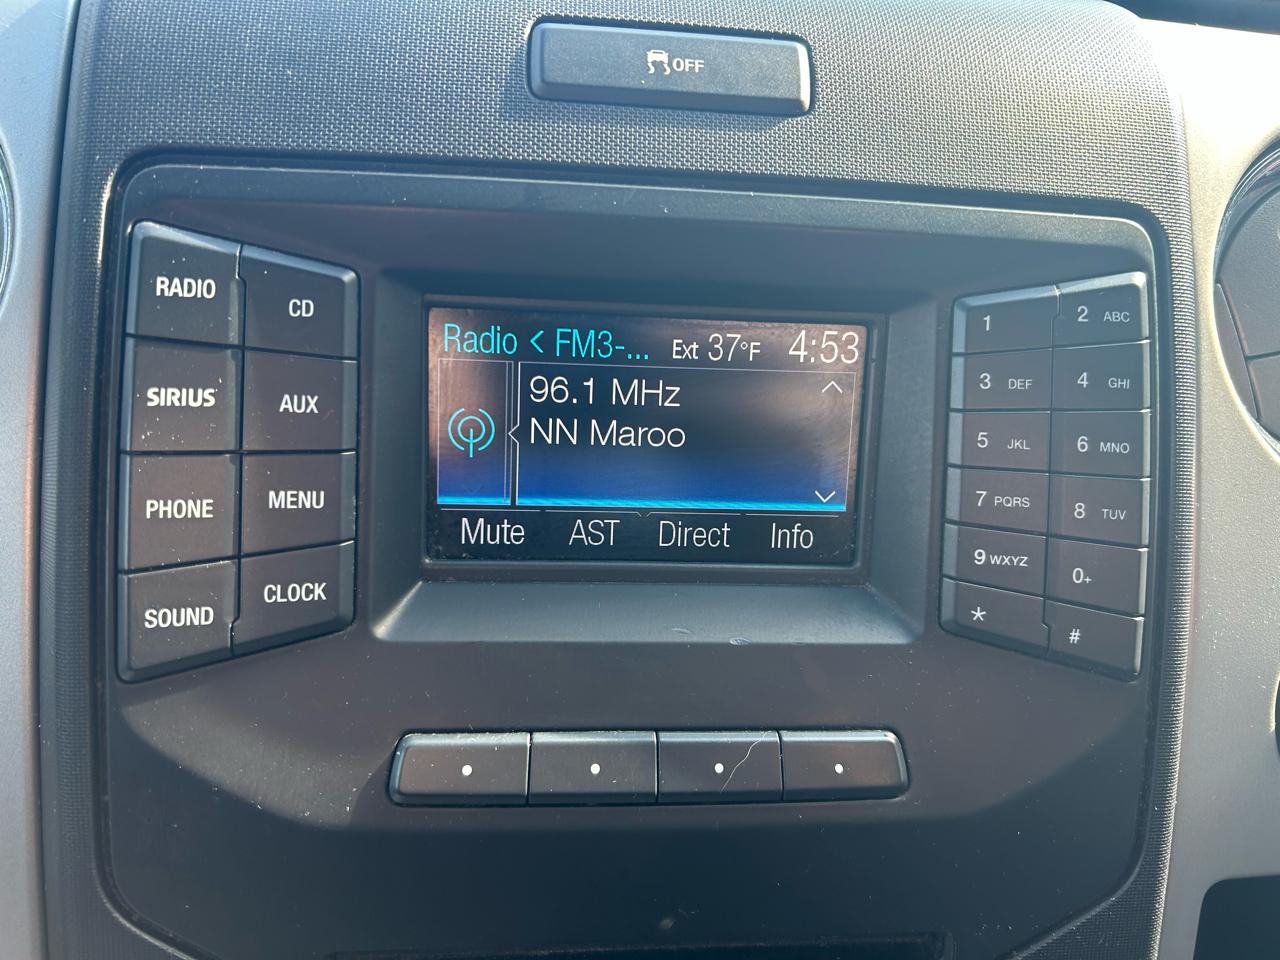 OFF
RADIO
CD
SIRIUS
AUX
PHONE
MENU
SOUND
CLOCK
Radio < FM3-... Ext 37°F 4:53
96.1 MHz
NN Maroo
Mute AST Direct Info
1
2 ABC
3 DEF
4 GHI
5 JKL
6 MNO
7 PQRS
8 TUV
9 WXYZ
0+
*
#